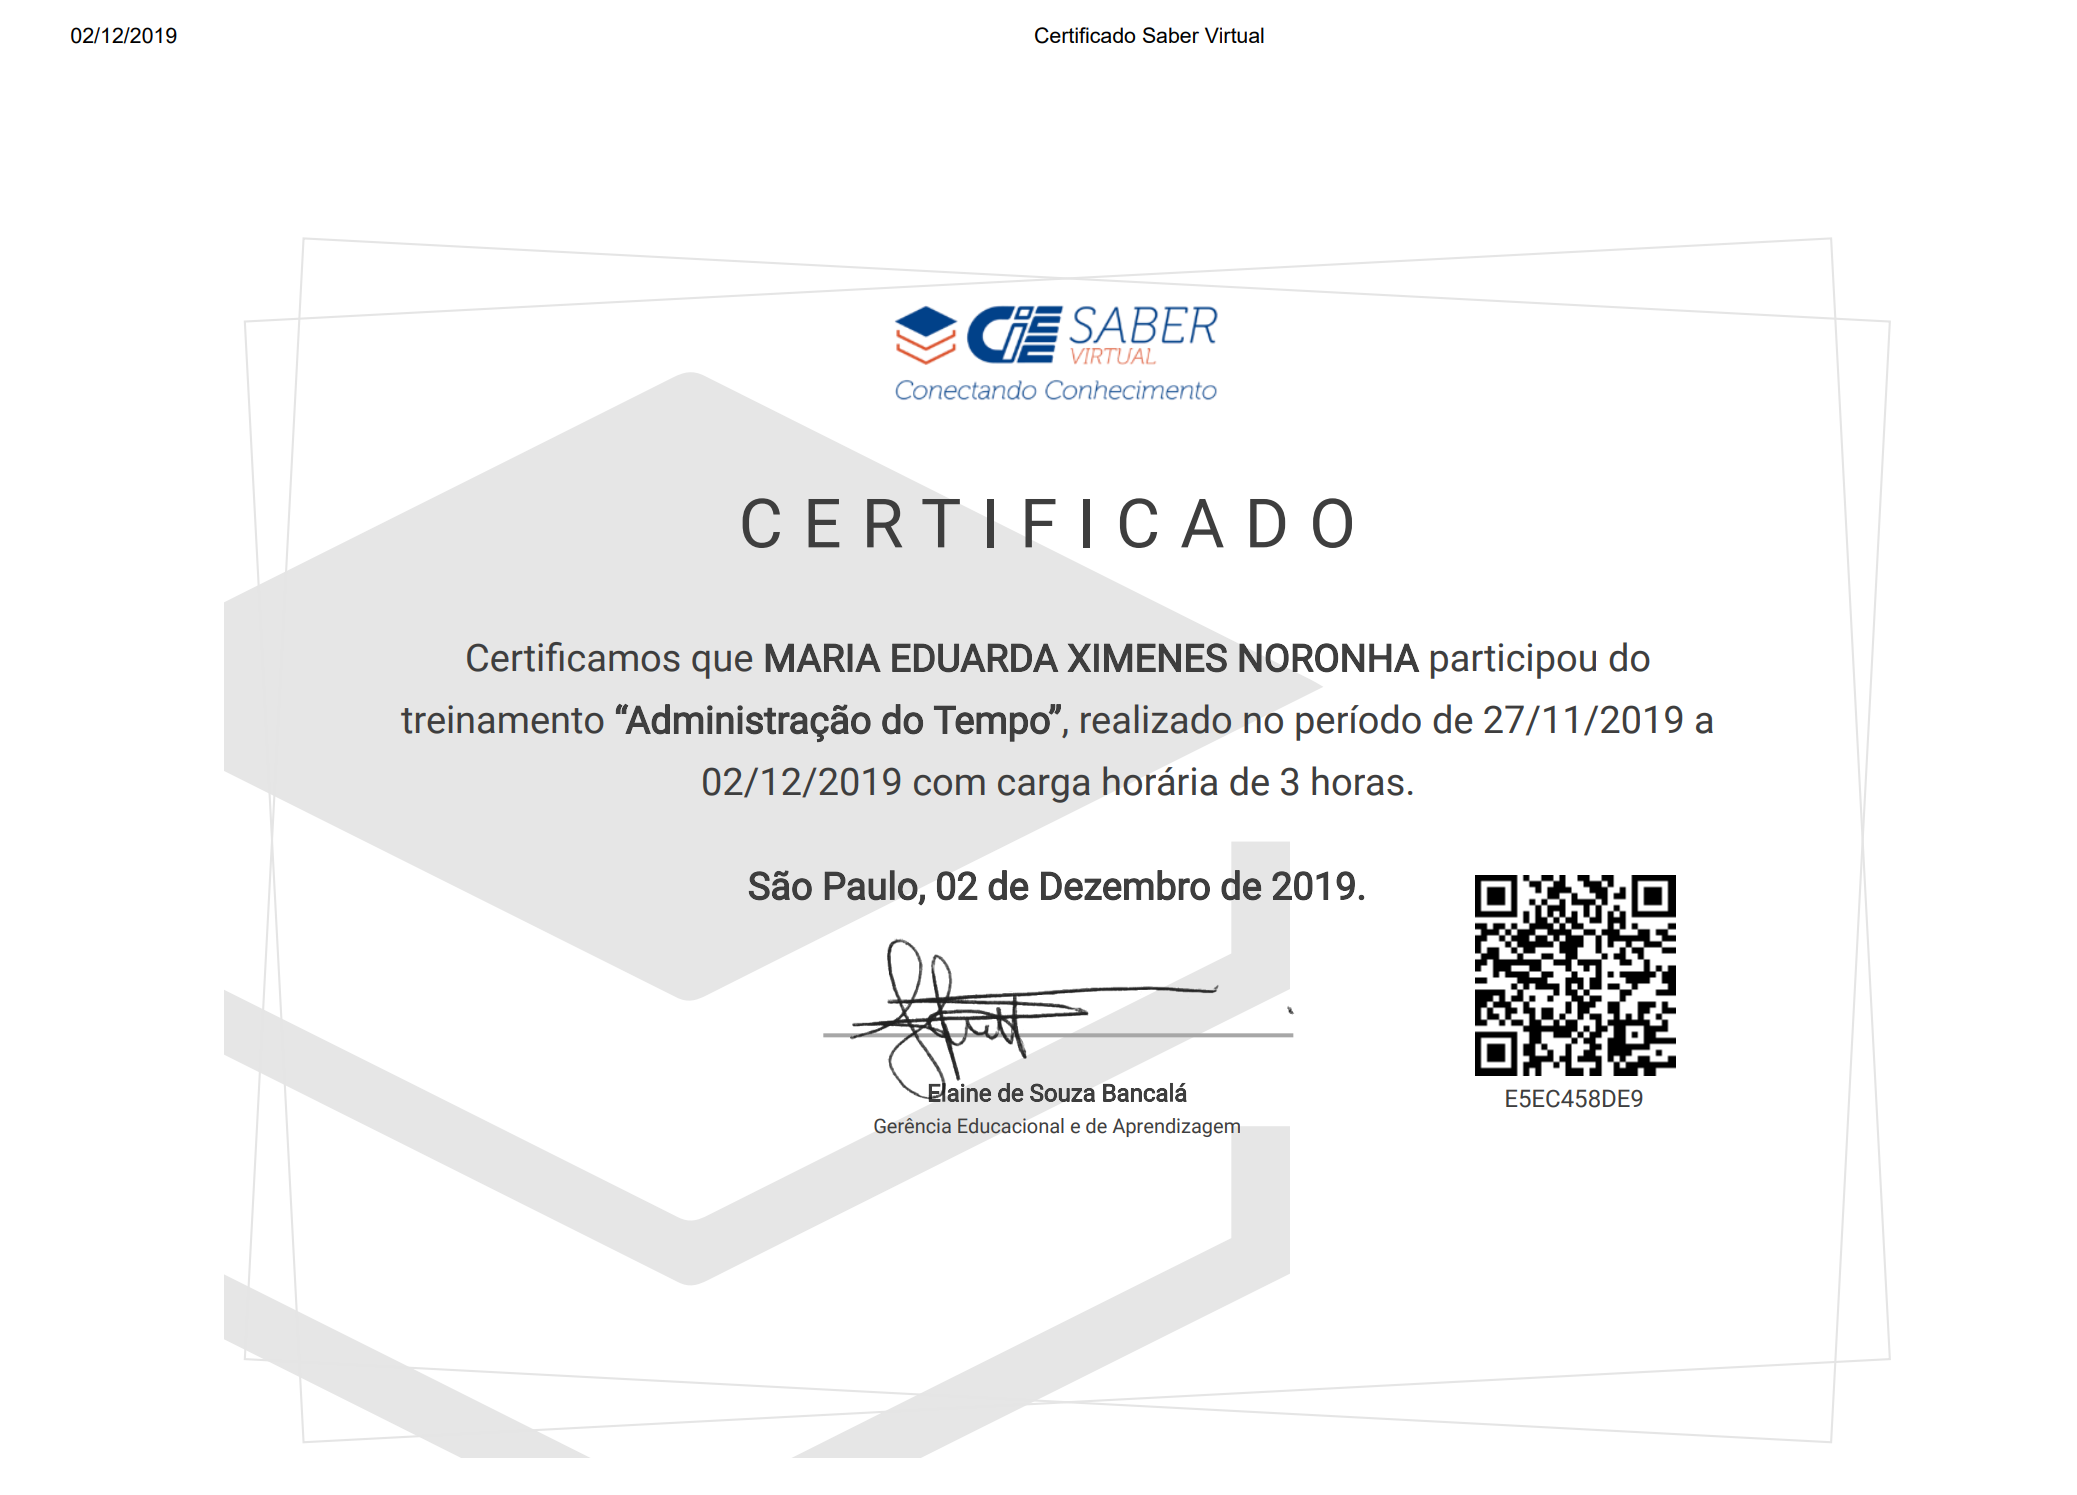 02/12/2019
Certificado Saber Virtual
CIEE SABER
VIRTUAL
Conectando Conhecimento
CERTIFICADO
Certificamos que MARIA EDUARDA XIMENES NORONHA participou do
treinamento “Administração do Tempo”, realizado no período de 27/11/2019 a
02/12/2019 com carga horária de 3 horas.
São Paulo, 02 de Dezembro de 2019.
Elaine de Souza Bancalá
Gerência Educacional e de Aprendizagem
E5EC458DE9